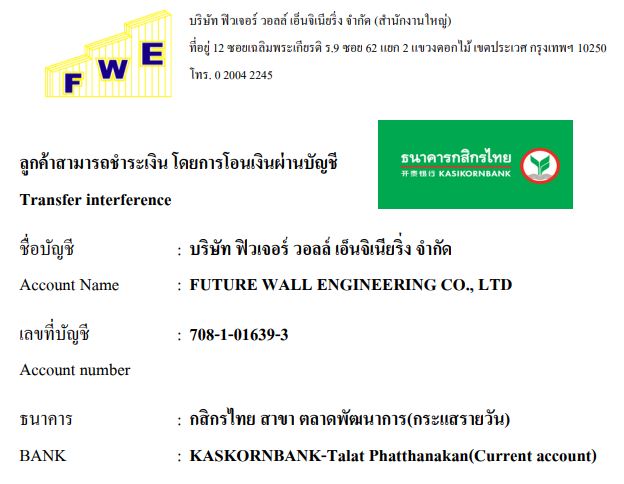 FWE
บริษัท ฟิวเจอร์ วอลล์ เอ็นจิเนียริ่ง จำกัด (สำนักงานใหญ่)
ที่อยู่ 12 ซอยเฉลิมพระเกียรติ ร.9 ซอย 62 แยก 2 แขวงดอกไม้ เขตประเวศ กรุงเทพฯ 10250
โทร. 0 2004 2245
ธนาคารกสิกรไทย
开泰银行 KASIKORNBANK
ลูกค้าสามารถชำระเงิน โดยการโอนเงินผ่านบัญชี
Transfer interference
ชื่อบัญชี : บริษัท ฟิวเจอร์ วอลล์ เอ็นจิเนียริ่ง จำกัด
Account Name : FUTURE WALL ENGINEERING CO., LTD
เลขที่บัญชี : 708-1-01639-3
Account number
ธนาคาร : กสิกรไทย สาขา ตลาดพัฒนาการ(กระแสรายวัน)
BANK : KASKORNBANK-Talat Phatthanakan(Current account)